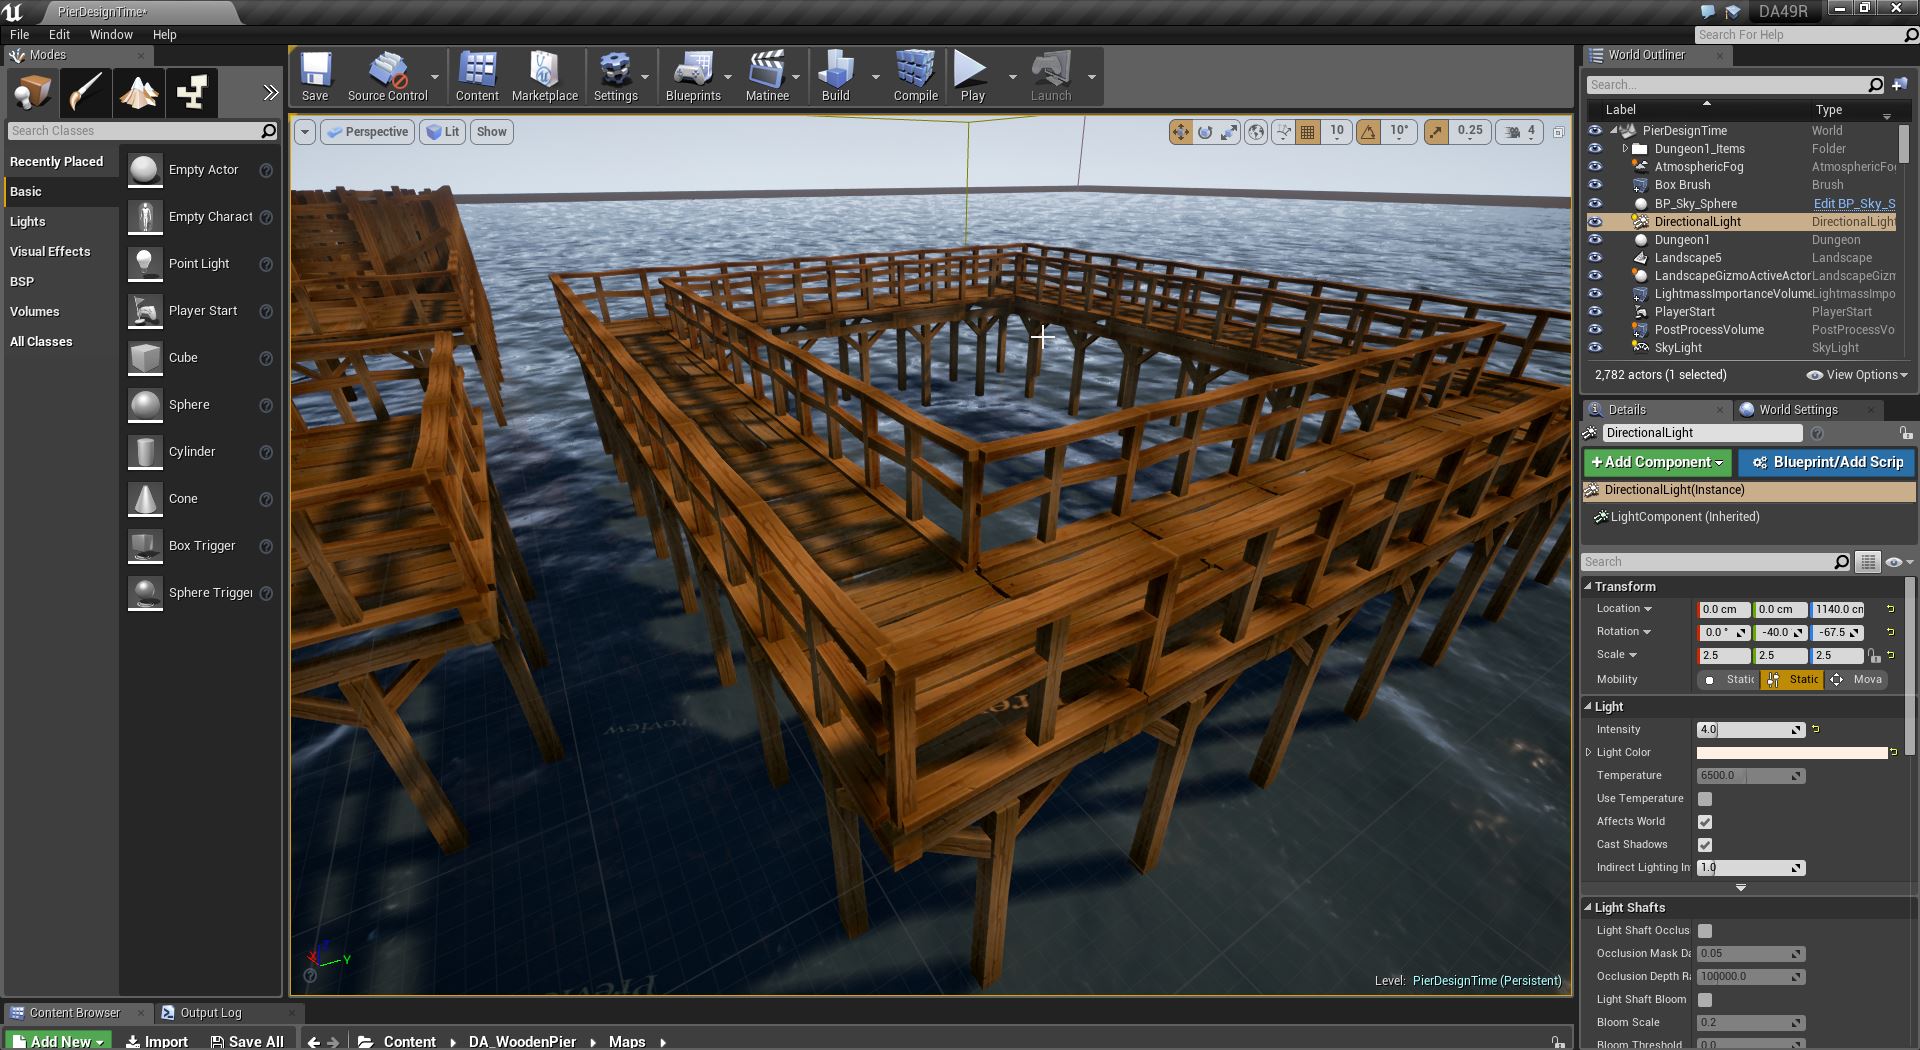 PierDesignTime*
DA49R
File Edit Window Help
Search For Help
Modes
Search Classes
Recently Placed
Basic
Lights
Visual Effects
BSP
Volumes
All Classes
Empty Actor
Empty Charact
Point Light
Player Start
Cube
Sphere
Cylinder
Cone
Box Trigger
Sphere Trigger
Save Source Control Content Marketplace Settings Blueprints Matinee Build Compile Play Launch
Perspective Lit Show
10 10° 0.25 4
Preview
Level: PierDesignTime (Persistent)
World Outliner
Search...
Label Type
PierDesignTime World
Dungeon1_Items Folder
AtmosphericFog AtmosphericFo
Box Brush Brush
BP_Sky_Sphere Edit BP_Sky_S
DirectionalLight DirectionalLight
Dungeon1 Dungeon
Landscape5 Landscape
LandscapeGizmoActiveActor LandscapeGizm
LightmassImportanceVolume LightmassImpo
PlayerStart PlayerStart
PostProcessVolume PostProcessVo
SkyLight SkyLight
2,782 actors (1 selected) View Options
Details World Settings
DirectionalLight
+Add Component Blueprint/Add Scrip
DirectionalLight(Instance)
LightComponent (Inherited)
Search
Transform
Location 0.0 cm 0.0 cm 1140.0 cm
Rotation 0.0 ° -40.0 -67.5
Scale 2.5 2.5 2.5
Mobility Static Static Mova
Light
Intensity 4.0
Light Color
Temperature 6500.0
Use Temperature
Affects World
Cast Shadows
Indirect Lighting In 1.0
Light Shafts
Light Shaft Occlus
Occlusion Mask Da 0.05
Occlusion Depth Ra 100000.0
Light Shaft Bloom
Bloom Scale 0.2
Bloom Threshold 0.0
Content Browser Output Log
Add New Import Save All Content DA_WoodenPier Maps